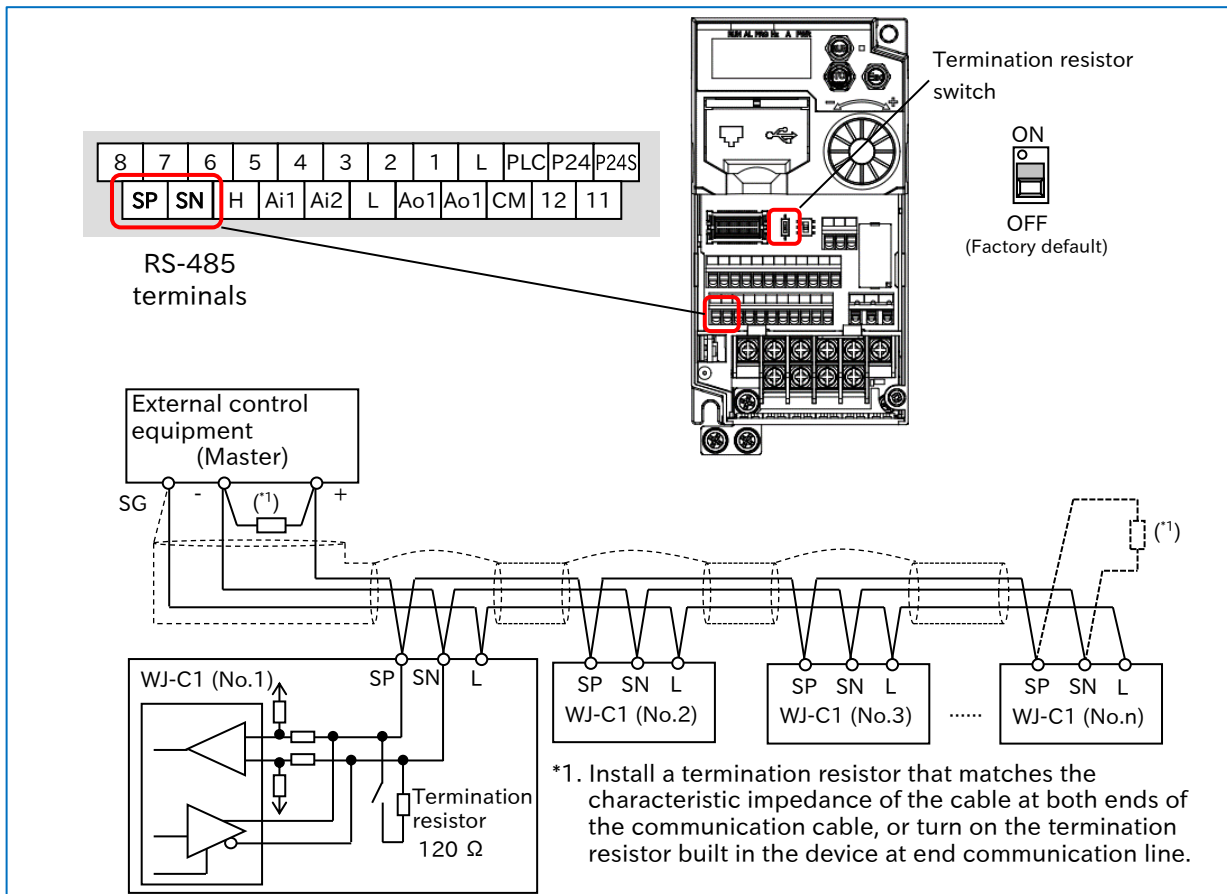 RUN AL PRG Hz A PWR
Termination resistor
switch
ON
OFF
(Factory default)
8 7 6 5 4 3 2 1 L PLC P24 P24S
SP SN H Ai1 Ai2 L Ao1 Ao1 CM 12 11
RS-485
terminals
External control
equipment
(Master)
SG - (*1) +
(*1)
WJ-C1 (No.1) SP SN L
Termination
resistor
120 Ω
SP SN L
WJ-C1 (No.2)
SP SN L
WJ-C1 (No.3)
······
SP SN L
WJ-C1 (No.n)
*1. Install a termination resistor that matches the
characteristic impedance of the cable at both ends of
the communication cable, or turn on the termination
resistor built in the device at end communication line.